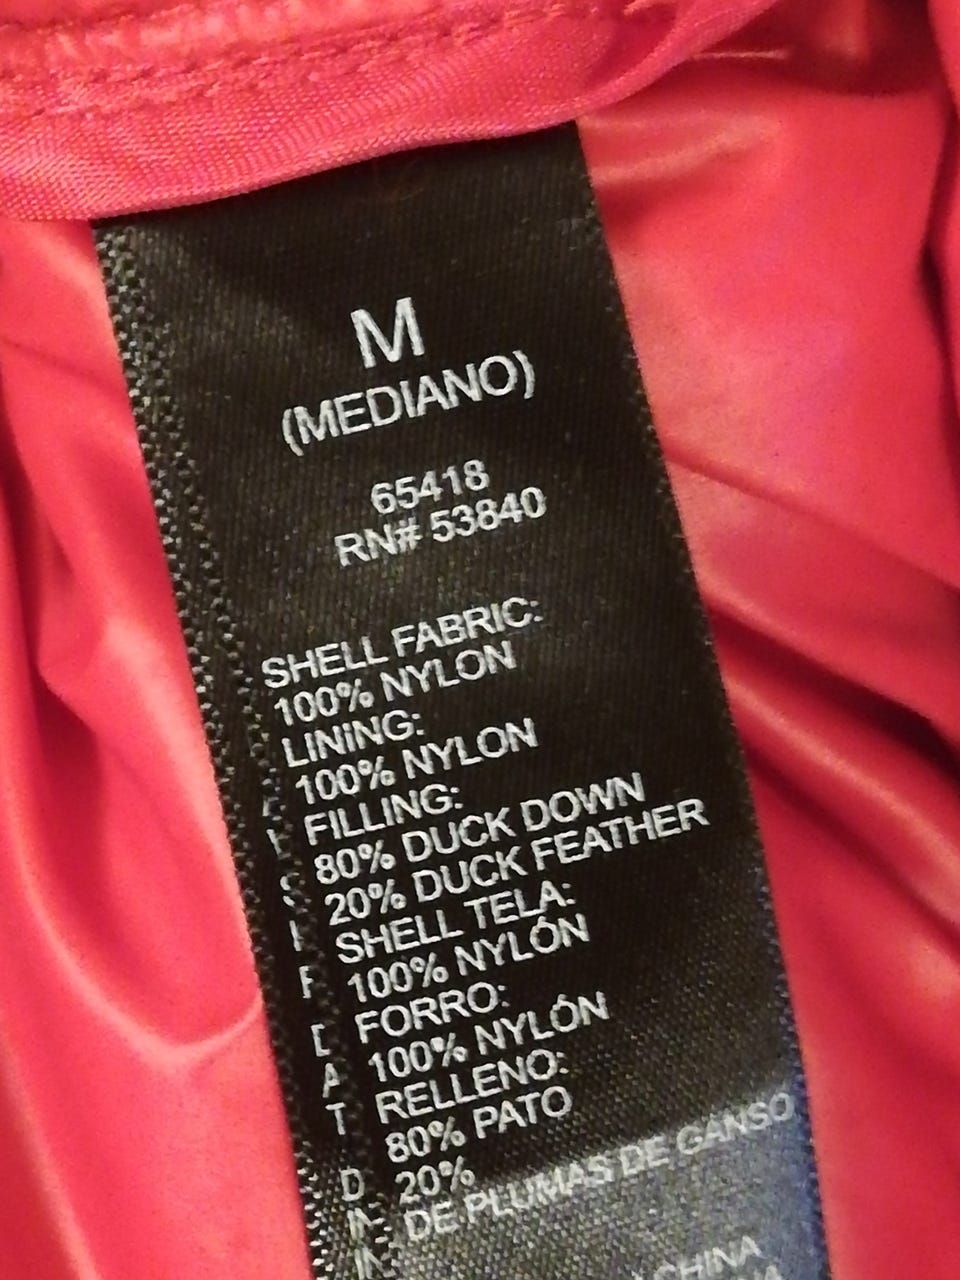 M
(MEDIANO)
65418
RN# 53840
SHELL FABRIC:
100% NYLON
LINING:
100% NYLON
FILLING:
80% DUCK DOWN
20% DUCK FEATHER
SHELL TELA:
100% NYLÓN
FORRO:
100% NYLÓN
RELLENO:
80% PATO
20%
DE PLUMAS DE GANSO
CHINA